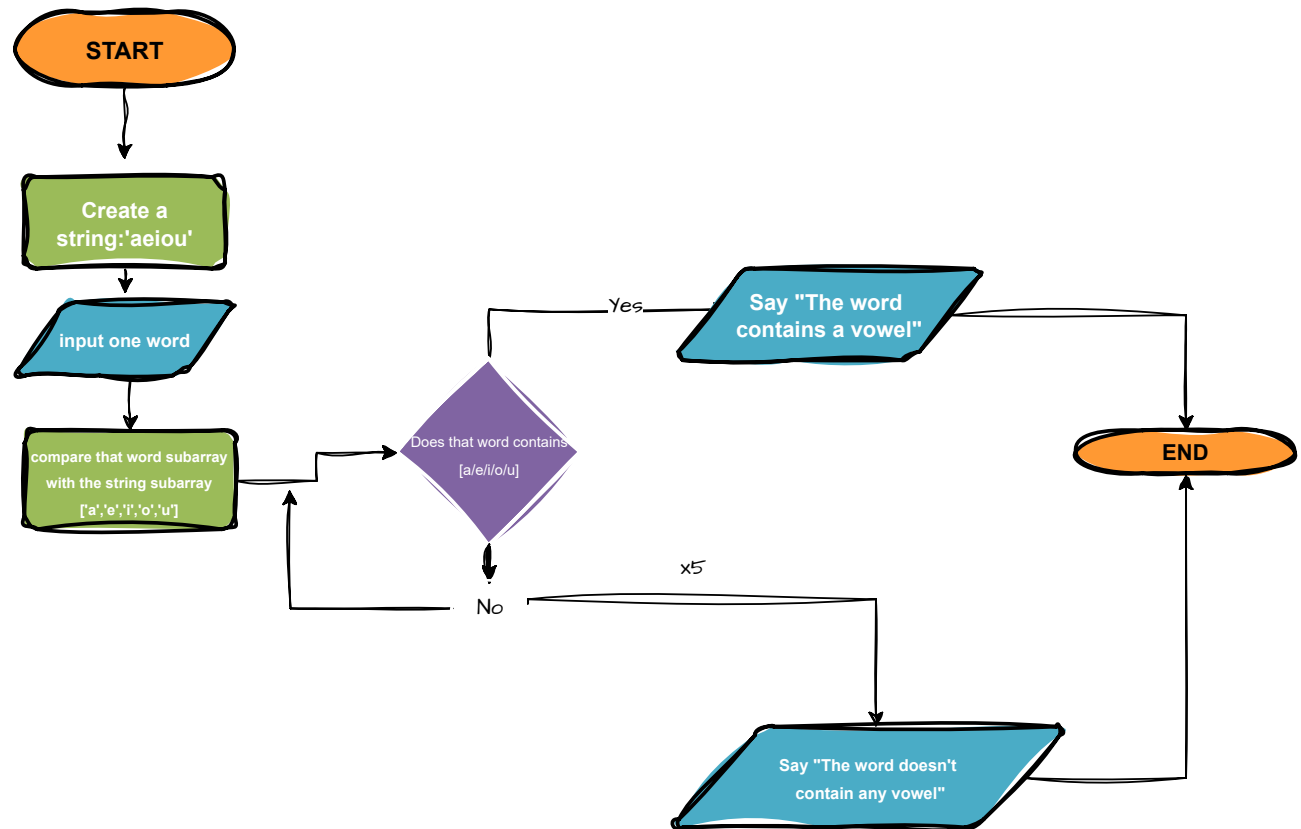 START
Create a
string:'aeiou'
input one word
compare that word subarray
with the string subarray
['a','e','i','o','u']
Does that word contains
[a/e/i/o/u]
Yes
Say "The word
contains a vowel"
END
No
x5
Say "The word doesn't
contain any vowel"